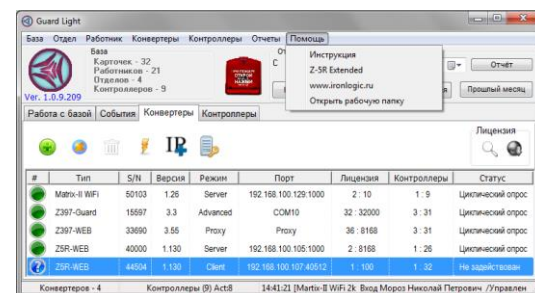 Guard Light
База Отдел Работник Конвертеры Контроллеры Отчеты Помощь
База
Карточек - 32
Работников - 21
Отделов - 4
Контроллеров - 9
Ver. 1.0.9.209
От
С
Отчёт
Прошлый месяц
Инструкция
Z-5R Extended
www.ironlogic.ru
Открыть рабочую папку
Работа с базой События Конвертеры Контроллеры
IP
Лицензия
# Тип S/N Версия Режим Порт Лицензия Контроллеры Статус
Matrix-II WiFi 50103 1.26 Server 192.168.100.129:1000 2 : 10 1 : 9 Циклический опрос
Z397-Guard 15597 3.3 Advanced COM10 32 : 32000 3 : 31 Циклический опрос
Z397-WEB 33690 3.55 Proxy Proxy 36 : 8168 3 : 31 Циклический опрос
Z5R-WEB 40000 1.130 Server 192.168.100.105:1000 2 : 8168 1 : 26 Циклический опрос
Z5R-WEB 44504 1.130 Client 192.168.100.107:40512 1 : 100 1 : 32 Не задействован
Конвертеров - 4 Контроллеры (9) Act:8 14:41:21 [Martix-II WiFi 2k Вход Мороз Николай Петрович /Управлен